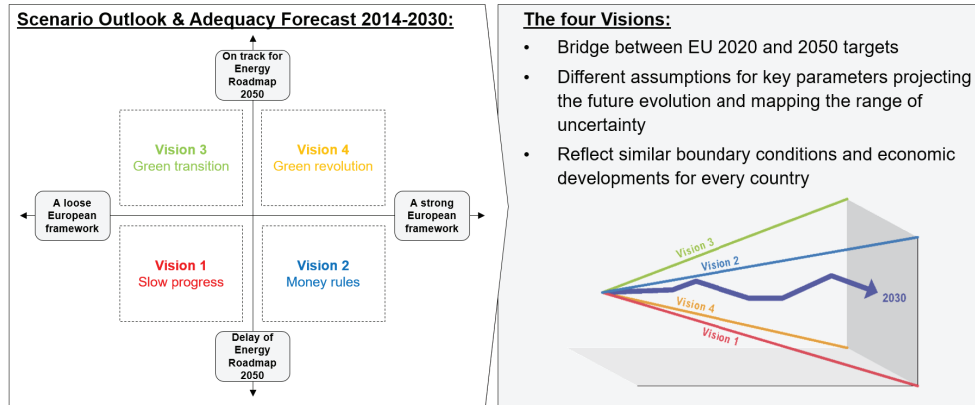 Scenario Outlook & Adequacy Forecast 2014-2030:
On track for
Energy
Roadmap
2050
Vision 3
Green transition
Vision 4
Green revolution
A loose
European
framework
A strong
European
framework
Vision 1
Slow progress
Vision 2
Money rules
Delay of
Energy
Roadmap
2050
The four Visions:
• Bridge between EU 2020 and 2050 targets
• Different assumptions for key parameters projecting
the future evolution and mapping the range of
uncertainty
• Reflect similar boundary conditions and economic
developments for every country
Vision 3
Vision 2
2030
Vision 4
Vision 1